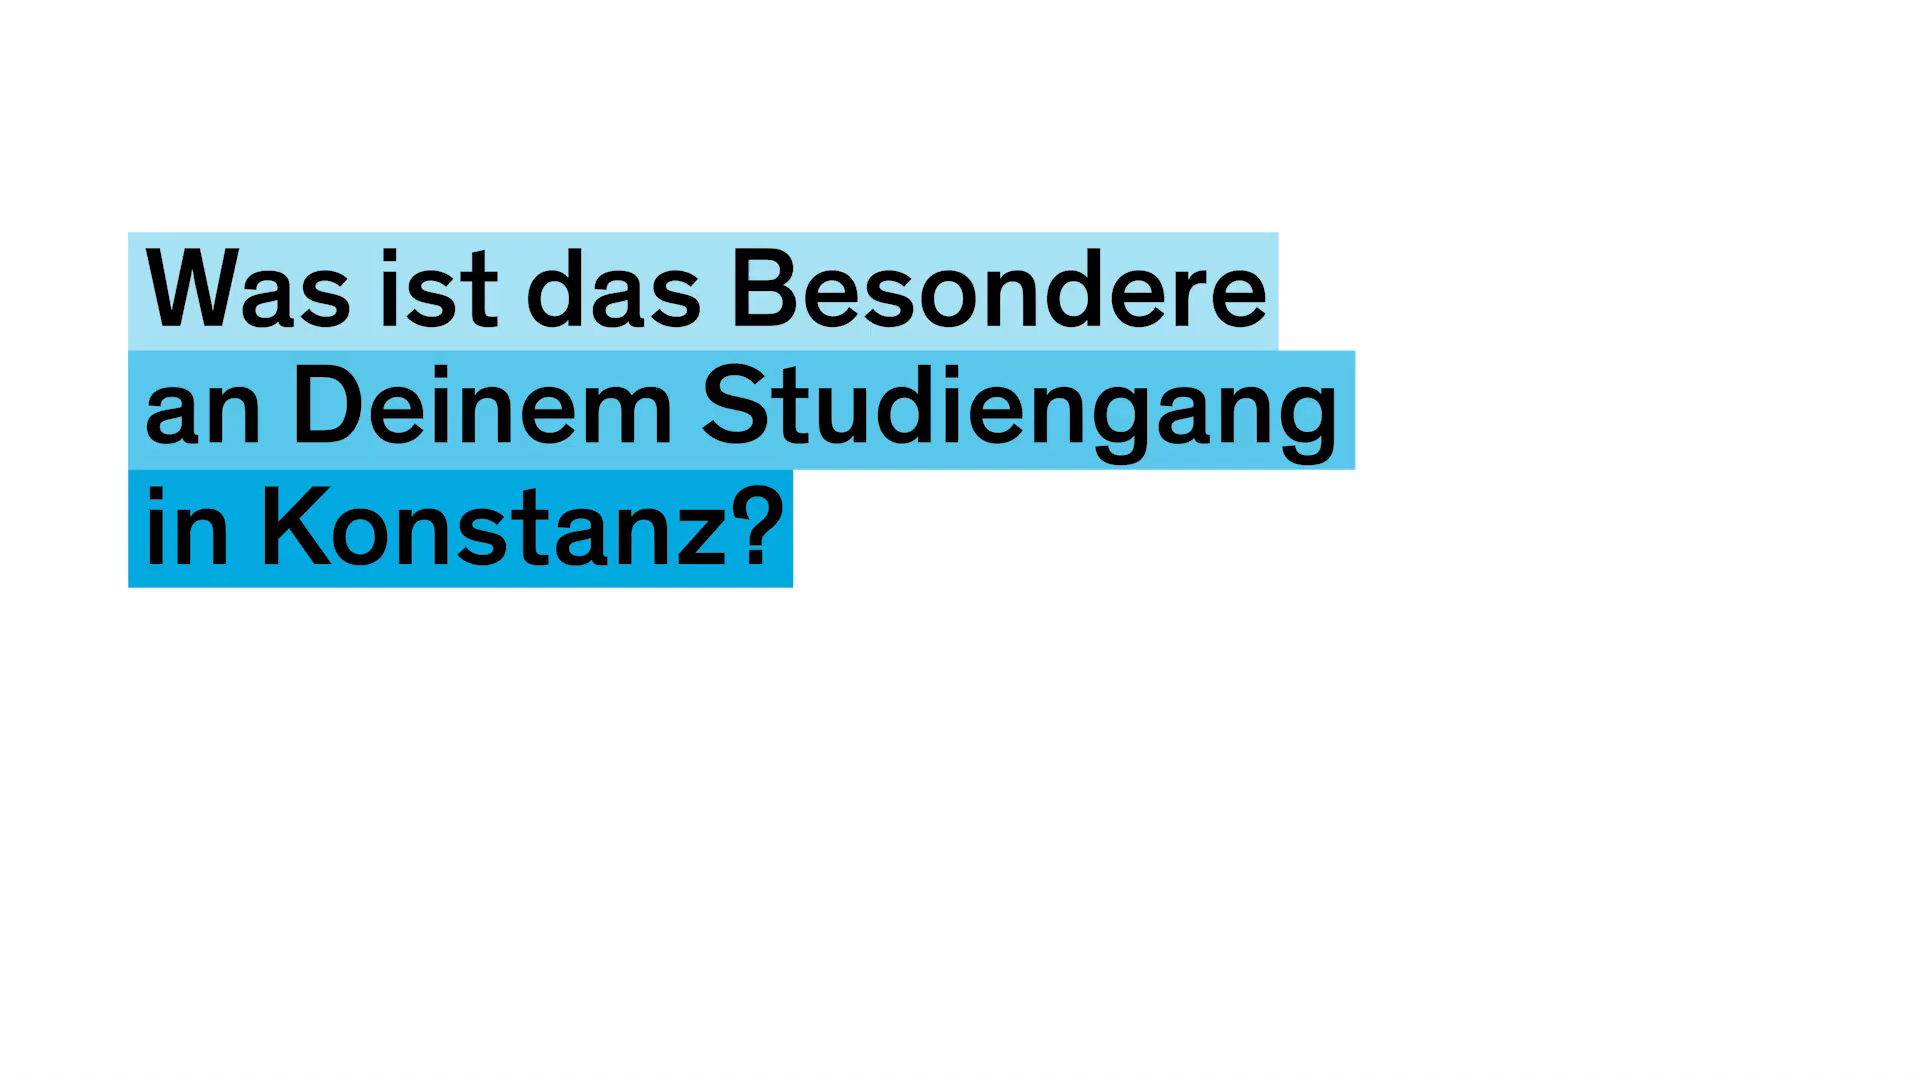 Was ist das Besondere
an Deinem Studiengang
in Konstanz?